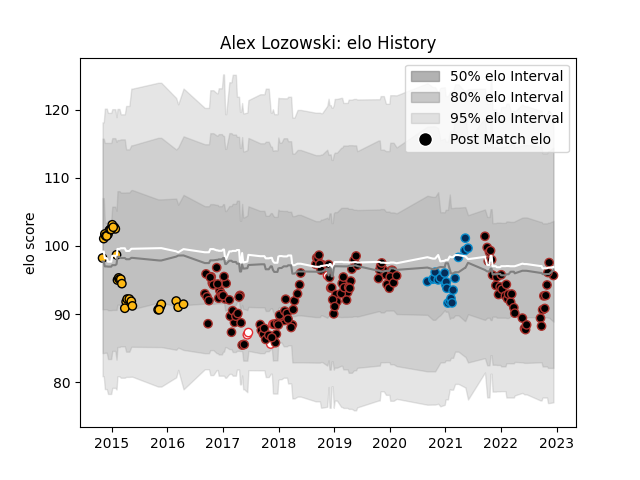 Alex Lozowski: elo History
50% elo Interval
80% elo Interval
95% elo Interval
Post Match elo
elo score
120
110
100
90
80
2015 2016 2017 2018 2019 2020 2021 2022 2023